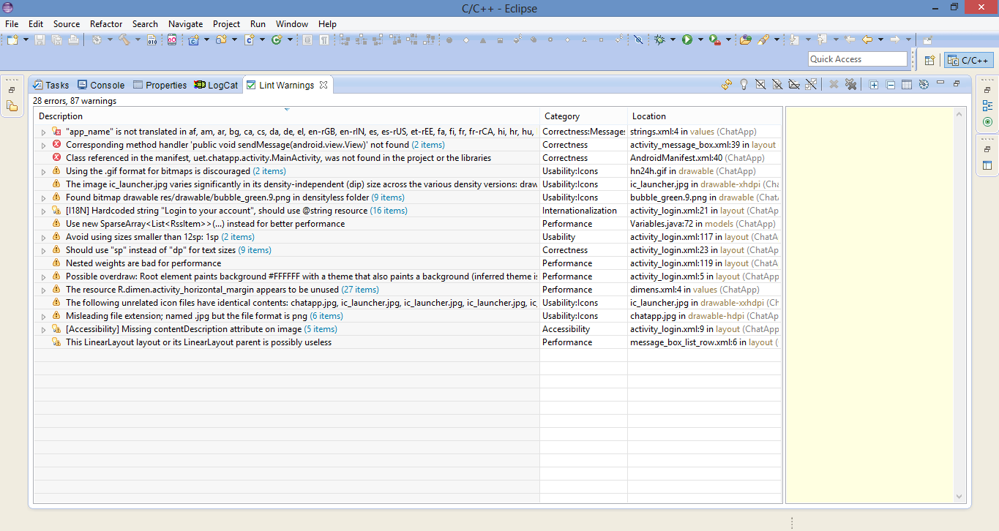 C/C++ - Eclipse
File Edit Source Refactor Search Navigate Project Run Window Help
Quick Access
C/C++
Tasks Console Properties LogCat Lint Warnings
28 errors, 87 warnings
Description Category Location
"app_name" is not translated in af, am, ar, bg, ca, cs, da, de, el, en-rGB, en-rIN, es, es-rUS, et-rEE, fa, fi, fr, fr-rCA, hi, hr, hu, Correctness:Messages strings.xml:4 in values (ChatApp)
Corresponding method handler 'public void sendMessage(android.view.View)' not found (2 items) Correctness activity_message_box.xml:39 in layout
Class referenced in the manifest, uet.chatapp.activity.MainActivity, was not found in the project or the libraries Correctness AndroidManifest.xml:40 (ChatApp)
Using the .gif format for bitmaps is discouraged (2 items) Usability:Icons hn24h.gif in drawable (ChatApp)
The image ic_launcher.jpg varies significantly in its density-independent (dip) size across the various density versions: draw Usability:Icons ic_launcher.jpg in drawable-xhdpi (Cha
Found bitmap drawable res/drawable/bubble_green.9.png in densityless folder (9 items) Usability:Icons bubble_green.9.png in drawable (ChatA
[I18N] Hardcoded string "Login to your account", should use @string resource (16 items) Internationalization activity_login.xml:21 in layout (ChatApp
Use new SparseArray<List<RssItem>>(...) instead for better performance Performance Variables.java:72 in models (ChatApp)
Avoid using sizes smaller than 12sp: 1sp (2 items) Usability activity_login.xml:117 in layout (ChatA
Should use "sp" instead of "dp" for text sizes (9 items) Correctness activity_login.xml:23 in layout (ChatApp
Nested weights are bad for performance Performance activity_login.xml:119 in layout (ChatA
Possible overdraw: Root element paints background #FFFFFF with a theme that also paints a background (inferred theme is Performance activity_login.xml:5 in layout (ChatApp
The resource R.dimen.activity_horizontal_margin appears to be unused (27 items) Performance dimens.xml:4 in values (ChatApp)
The following unrelated icon files have identical contents: chatapp.jpg, ic_launcher.jpg, ic_launcher.jpg, ic_launcher.jpg, ic_ Usability:Icons ic_launcher.jpg in drawable-xxhdpi (Ch
Misleading file extension; named .jpg but the file format is png (6 items) Usability:Icons chatapp.jpg in drawable-hdpi (ChatAp
[Accessibility] Missing contentDescription attribute on image (5 items) Accessibility activity_login.xml:9 in layout (ChatApp
This LinearLayout layout or its LinearLayout parent is possibly useless Performance message_box_list_row.xml:6 in layout (